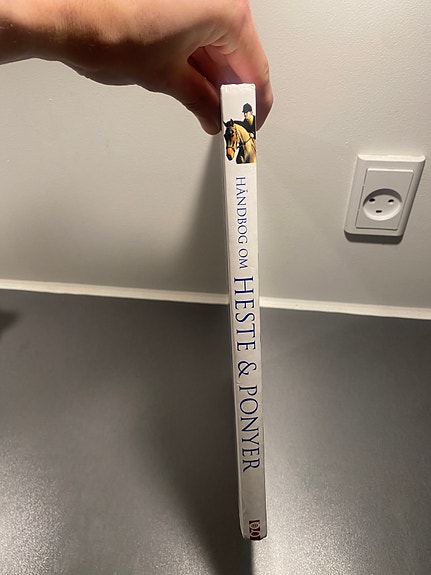 HÅNDBOG OM HESTE & PONYER